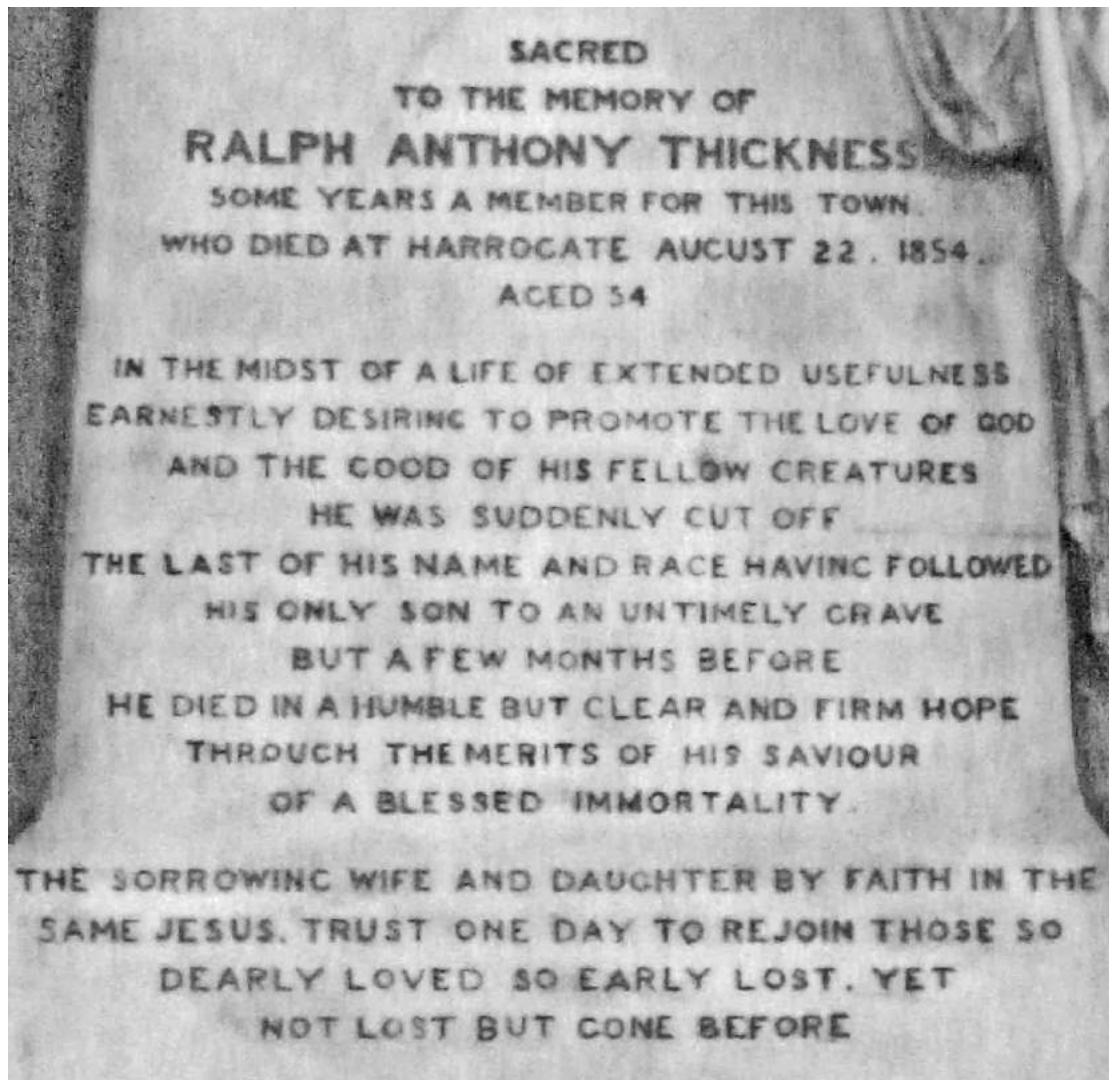 SACRED
TO THE MEMORY OF
RALPH ANTHONY THICKNESS
SOME YEARS A MEMBER FOR THIS TOWN.
WHO DIED AT HARROGATE AUGUST 22. 1854.
AGED 54
IN THE MIDST OF A LIFE OF EXTENDED USEFULNESS
EARNESTLY DESIRING TO PROMOTE THE LOVE OF GOD
AND THE GOOD OF HIS FELLOW CREATURES
HE WAS SUDDENLY CUT OFF
THE LAST OF HIS NAME AND RACE HAVING FOLLOWED
HIS ONLY SON TO AN UNTIMELY GRAVE
BUT A FEW MONTHS BEFORE
HE DIED IN A HUMBLE BUT CLEAR AND FIRM HOPE
THROUGH THE MERITS OF HIS SAVIOUR
OF A BLESSED IMMORTALITY.
THE SORROWING WIFE AND DAUGHTER BY FAITH IN THE
SAME JESUS. TRUST ONE DAY TO REJOIN THOSE SO
DEARLY LOVED SO EARLY LOST. YET
NOT LOST BUT GONE BEFORE